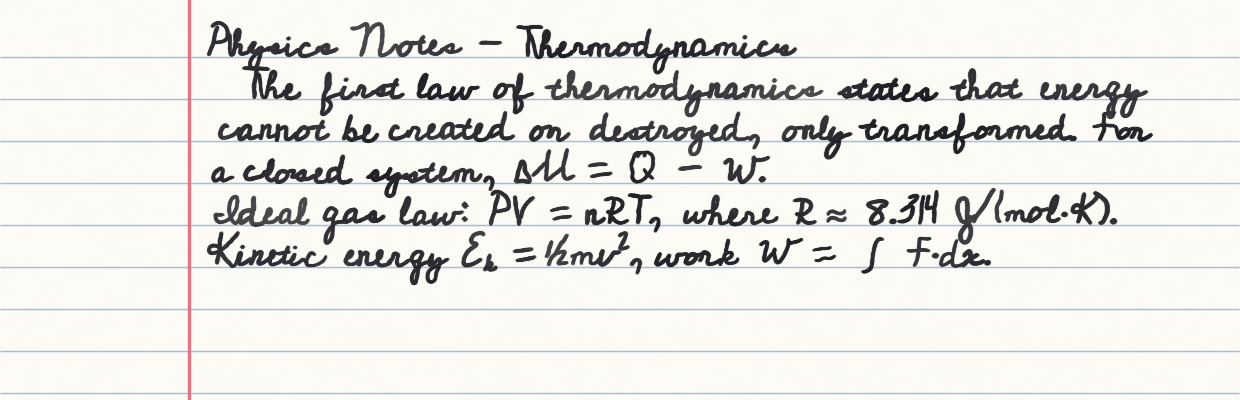 Physics Notes — Thermodynamics
The first law of thermodynamics states that energy
cannot be created or destroyed, only transformed. For
a closed system, ΔU = Q − W.
Ideal gas law: PV = nRT, where R ≈ 8.314 J/(mol·K).
Kinetic energy Eₖ = ½mv², work W = ∫ F·dx.